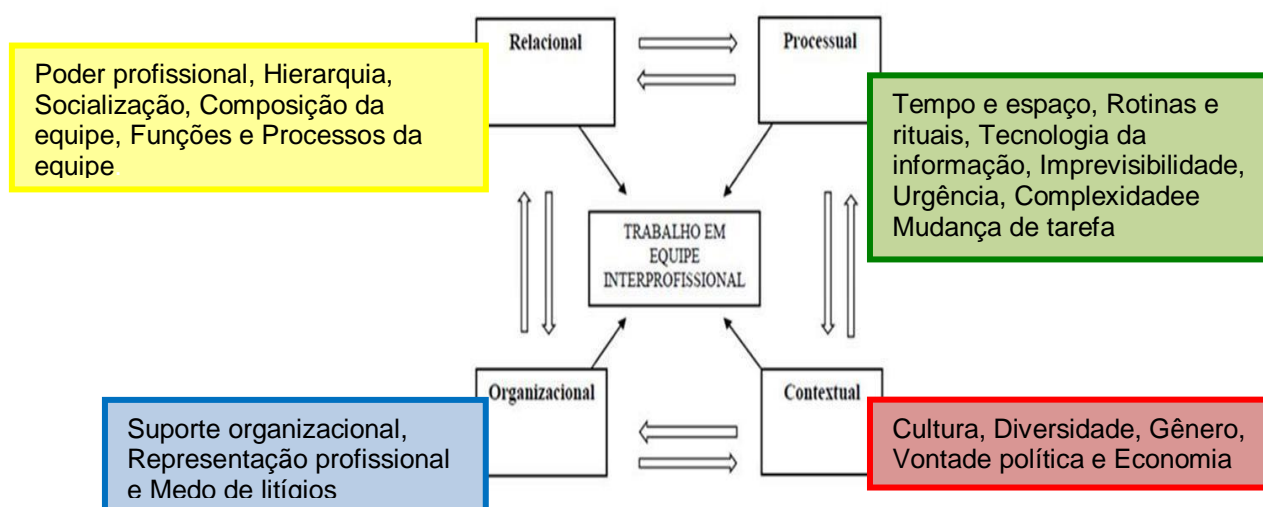 Relacional
Processual
Poder profissional, Hierarquia,
Socialização, Composição da
equipe, Funções e Processos da
equipe.
Tempo e espaço, Rotinas e
rituais, Tecnologia da
informação, Imprevisibilidade,
Urgência, Complexidadee
Mudança de tarefa
TRABALHO EM
EQUIPE
INTERPROFISSIONAL
Organizacional
Contextual
Suporte organizacional,
Representação profissional
e Medo de litígios
Cultura, Diversidade, Gênero,
Vontade política e Economia